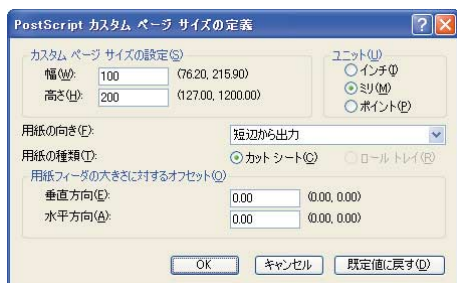 PostScript カスタム ページ サイズの定義
カスタム ページ サイズの設定(S)
幅(W): 100 (76.20, 215.90)
高さ(H): 200 (127.00, 1200.00)
ユニット(U)
インチ(I)
ミリ(M)
ポイント(P)
用紙の向き(F): 短辺から出力
用紙の種類(T): カット シート(C) ロール トレイ(R)
用紙フィーダの大きさに対するオフセット(O)
垂直方向(E): 0.00 (0.00, 0.00)
水平方向(A): 0.00 (0.00, 0.00)
OK キャンセル 既定値に戻す(D)